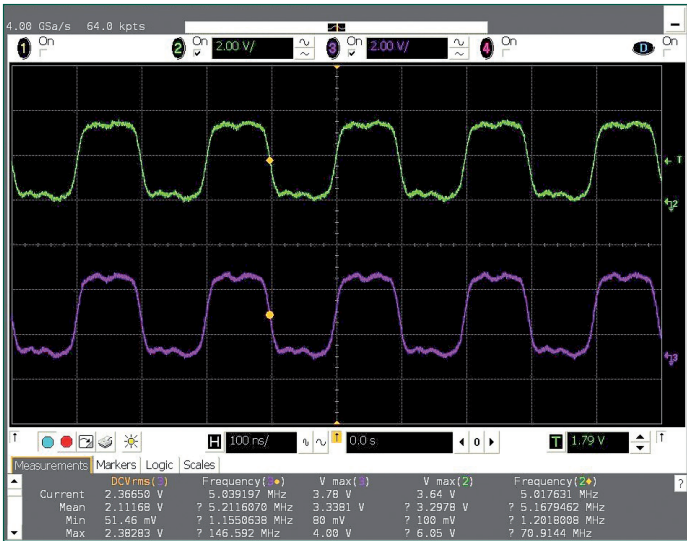 4.00 GSa/s 64.0 kpts
1 On 2 On 2.00 V/ 3 On 2.00 V/ 4 On D On
T
2
3
H 100 ns/ T 0.0 s 0 T 1.79 V
Measurements Markers Logic Scales
DCVrms(3) Frequency(3) V max(3) V max(2) Frequency(2) ?
Current 2.36650 V 5.039197 MHz 3.78 V 3.64 V 5.017631 MHz
Mean 2.11168 V ? 5.2116070 MHz 3.3381 V ? 3.2978 V ? 5.1679462 MHz
Min 51.46 mV ? 1.1550638 MHz 80 mV ? 100 mV ? 1.2018008 MHz
Max 2.38283 V ? 146.592 MHz 4.00 V ? 6.05 V ? 70.9144 MHz